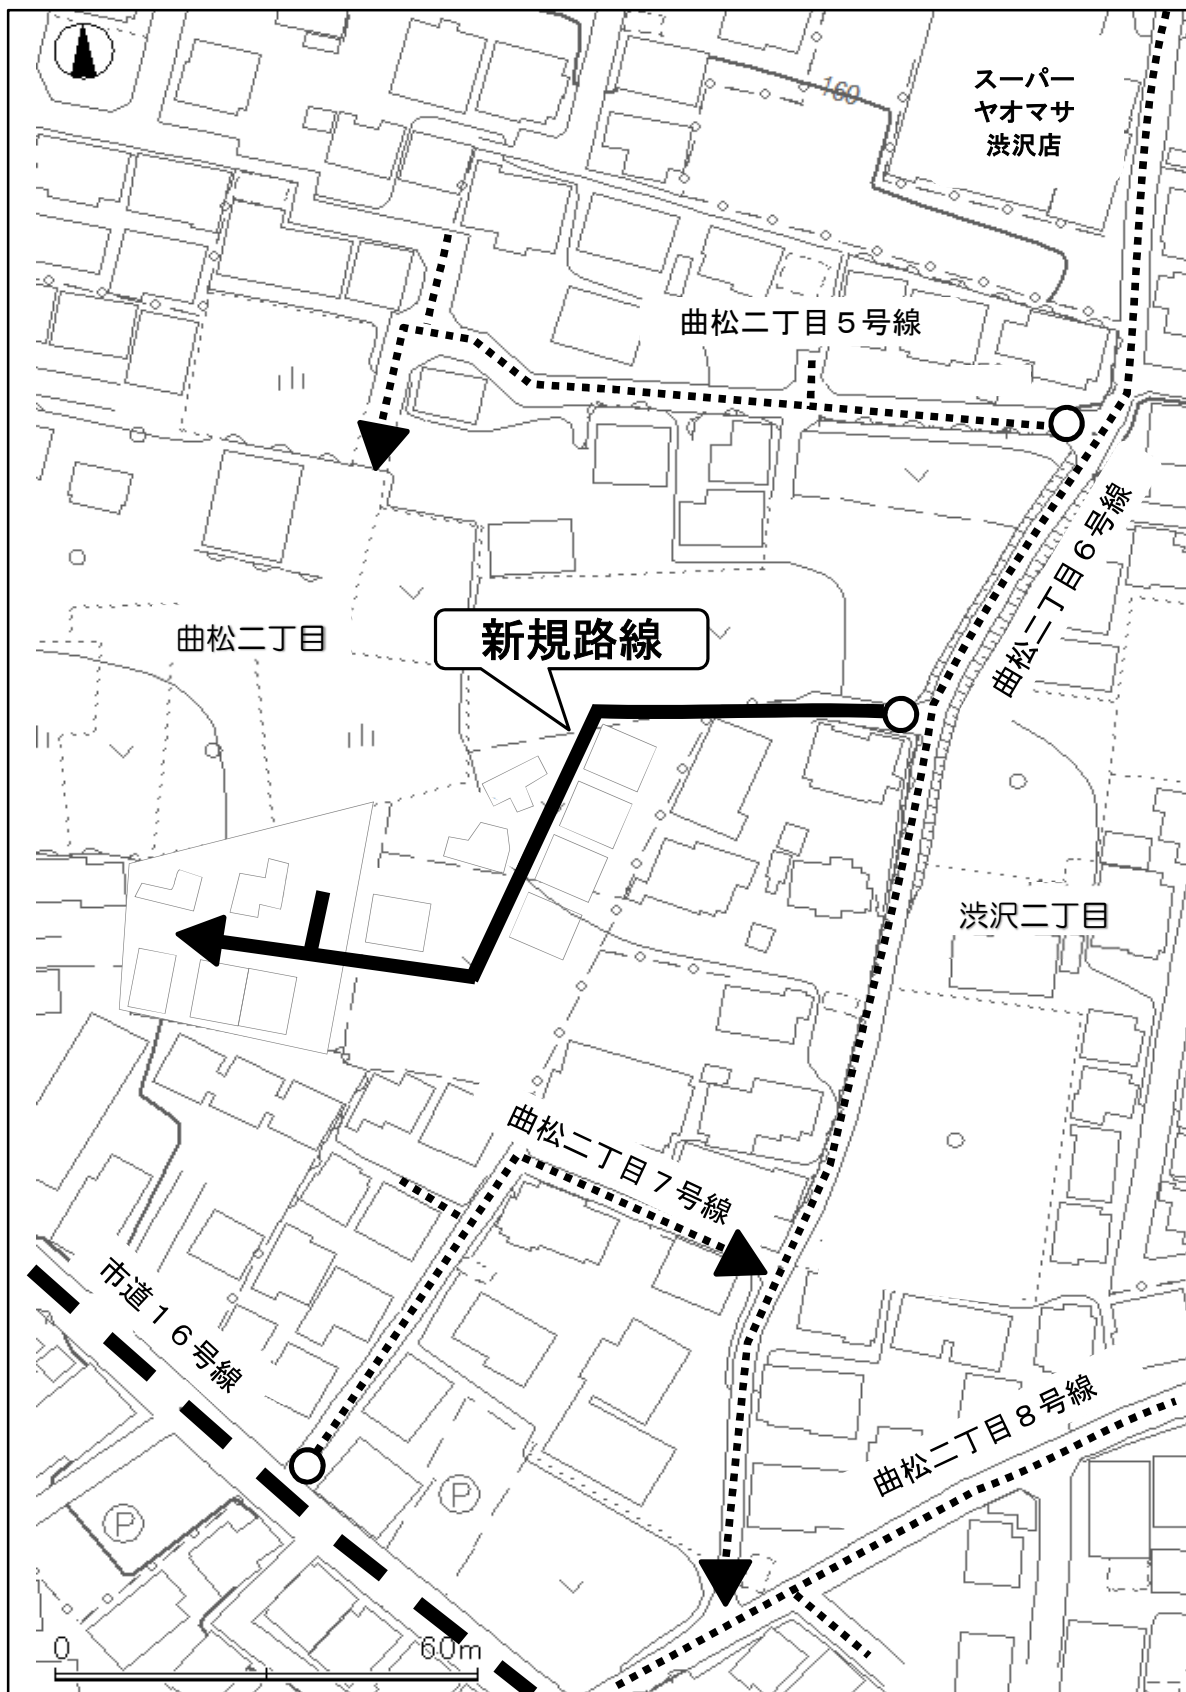 スーパー
ヤオマサ
渋沢店
160
曲松二丁目５号線
曲松二丁目６号線
曲松二丁目
新規路線
渋沢二丁目
曲松二丁目７号線
市道１６号線
曲松二丁目８号線
P
P
0 60m